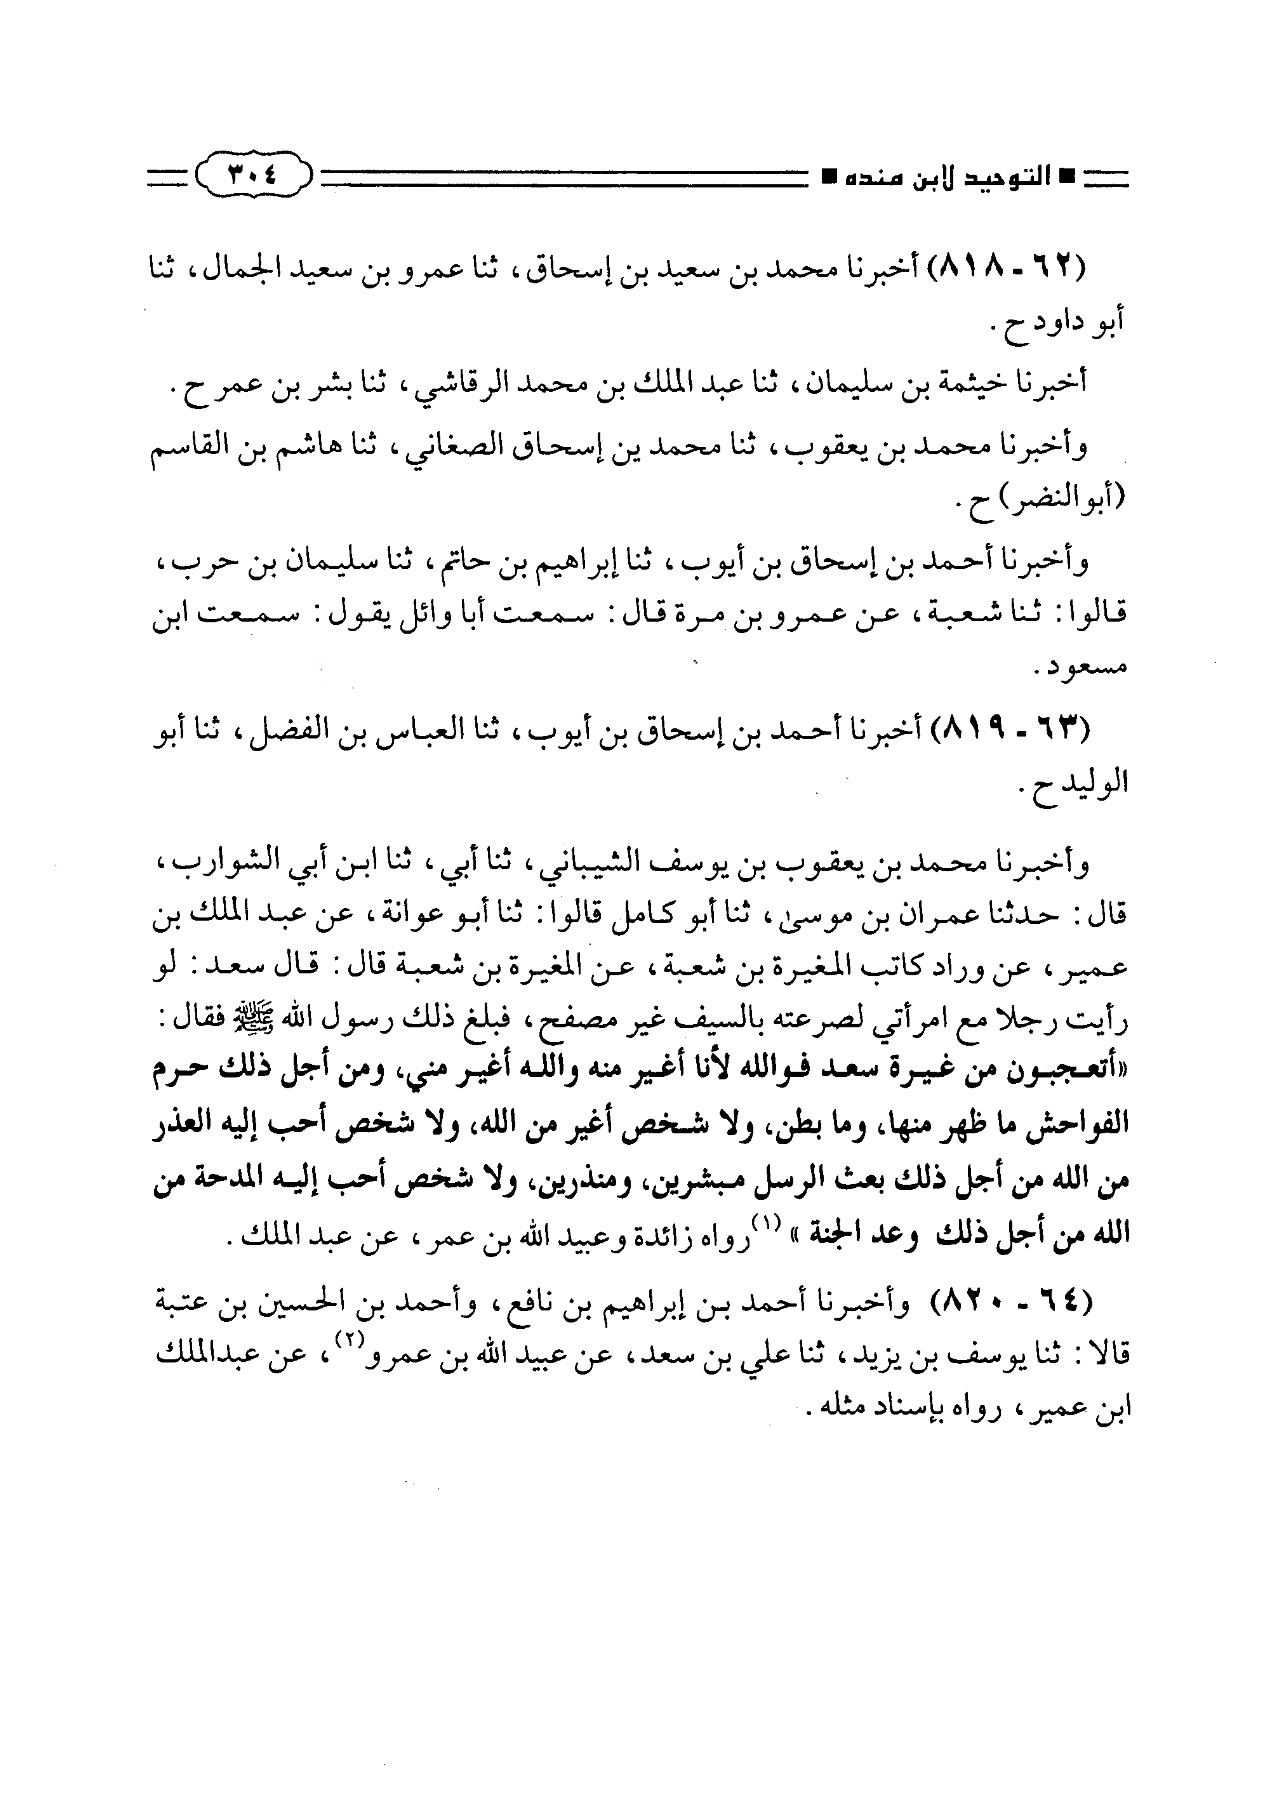 ■ التوحيد لابن منده ■ ٣٠٤
(٦٢ - ٨١٨) أخبرنا محمد بن سعيد بن إسحاق، ثنا عمرو بن سعيد الجمال، ثنا
أبو داود ح .
أخبرنا خيثمة بن سليمان، ثنا عبد الملك بن محمد الرقاشي، ثنا بشر بن عمر ح .
وأخبرنا محمد بن يعقوب، ثنا محمد ين إسحاق الصغاني، ثنا هاشم بن القاسم
(أبو النضر) ح .
وأخبرنا أحمد بن إسحاق بن أيوب، ثنا إبراهيم بن حاتم، ثنا سليمان بن حرب،
قالوا : ثنا شعبة، عن عمرو بن مرة قال : سمعت أبا وائل يقول : سمعت ابن
مسعود .
(٦٣ - ٨١٩) أخبرنا أحمد بن إسحاق بن أيوب، ثنا العباس بن الفضل، ثنا أبو
الوليد ح .
وأخبرنا محمد بن يعقوب بن يوسف الشيباني، ثنا أبي، ثنا ابن أبي الشوارب،
قال : حدثنا عمران بن موسى، ثنا أبو كامل قالوا : ثنا أبو عوانة، عن عبد الملك بن
عمير، عن وراد كاتب المغيرة بن شعبة، عن المغيرة بن شعبة قال : قال سعد : لو
رأيت رجلا مع امرأتي لصرعته بالسيف غير مصفح، فبلغ ذلك رسول الله ﷺ فقال :
«أتعجبون من غيرة سعد فوالله لأنا أغير منه والله أغير مني، ومن أجل ذلك حرم
الفواحش ما ظهر منها، وما بطن، ولا شخص أغير من الله، ولا شخص أحب إليه العذر
من الله من أجل ذلك بعث الرسل مبشرين، ومنذرين، ولا شخص أحب إليه المدحة من
الله من أجل ذلك وعد الجنة » (١) رواه زائدة وعبيد الله بن عمر، عن عبد الملك .
(٦٤ - ٨٢٠) وأخبرنا أحمد بن إبراهيم بن نافع، وأحمد بن الحسين بن عتبة
قالا : ثنا يوسف بن يزيد، ثنا علي بن سعد، عن عبيد الله بن عمرو(٢)، عن عبدالملك
ابن عمير، رواه بإسناد مثله .